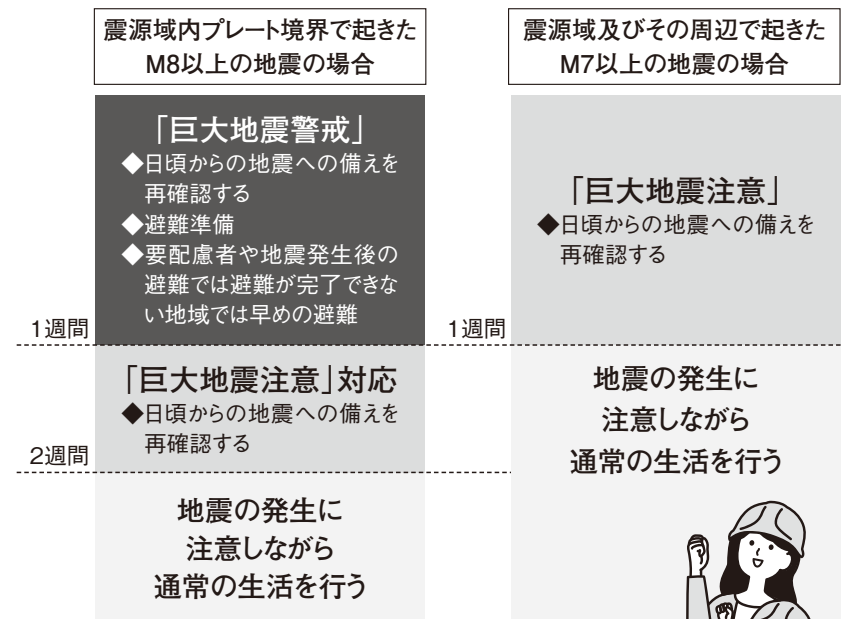 震源域内プレート境界で起きた
M8以上の地震の場合
「巨大地震警戒」
◆日頃からの地震への備えを
再確認する
◆避難準備
◆要配慮者や地震発生後の
避難では避難が完了できな
い地域では早めの避難
1週間
「巨大地震注意」対応
◆日頃からの地震への備えを
再確認する
2週間
地震の発生に
注意しながら
通常の生活を行う
震源域及びその周辺で起きた
M7以上の地震の場合
「巨大地震注意」
◆日頃からの地震への備えを
再確認する
1週間
地震の発生に
注意しながら
通常の生活を行う